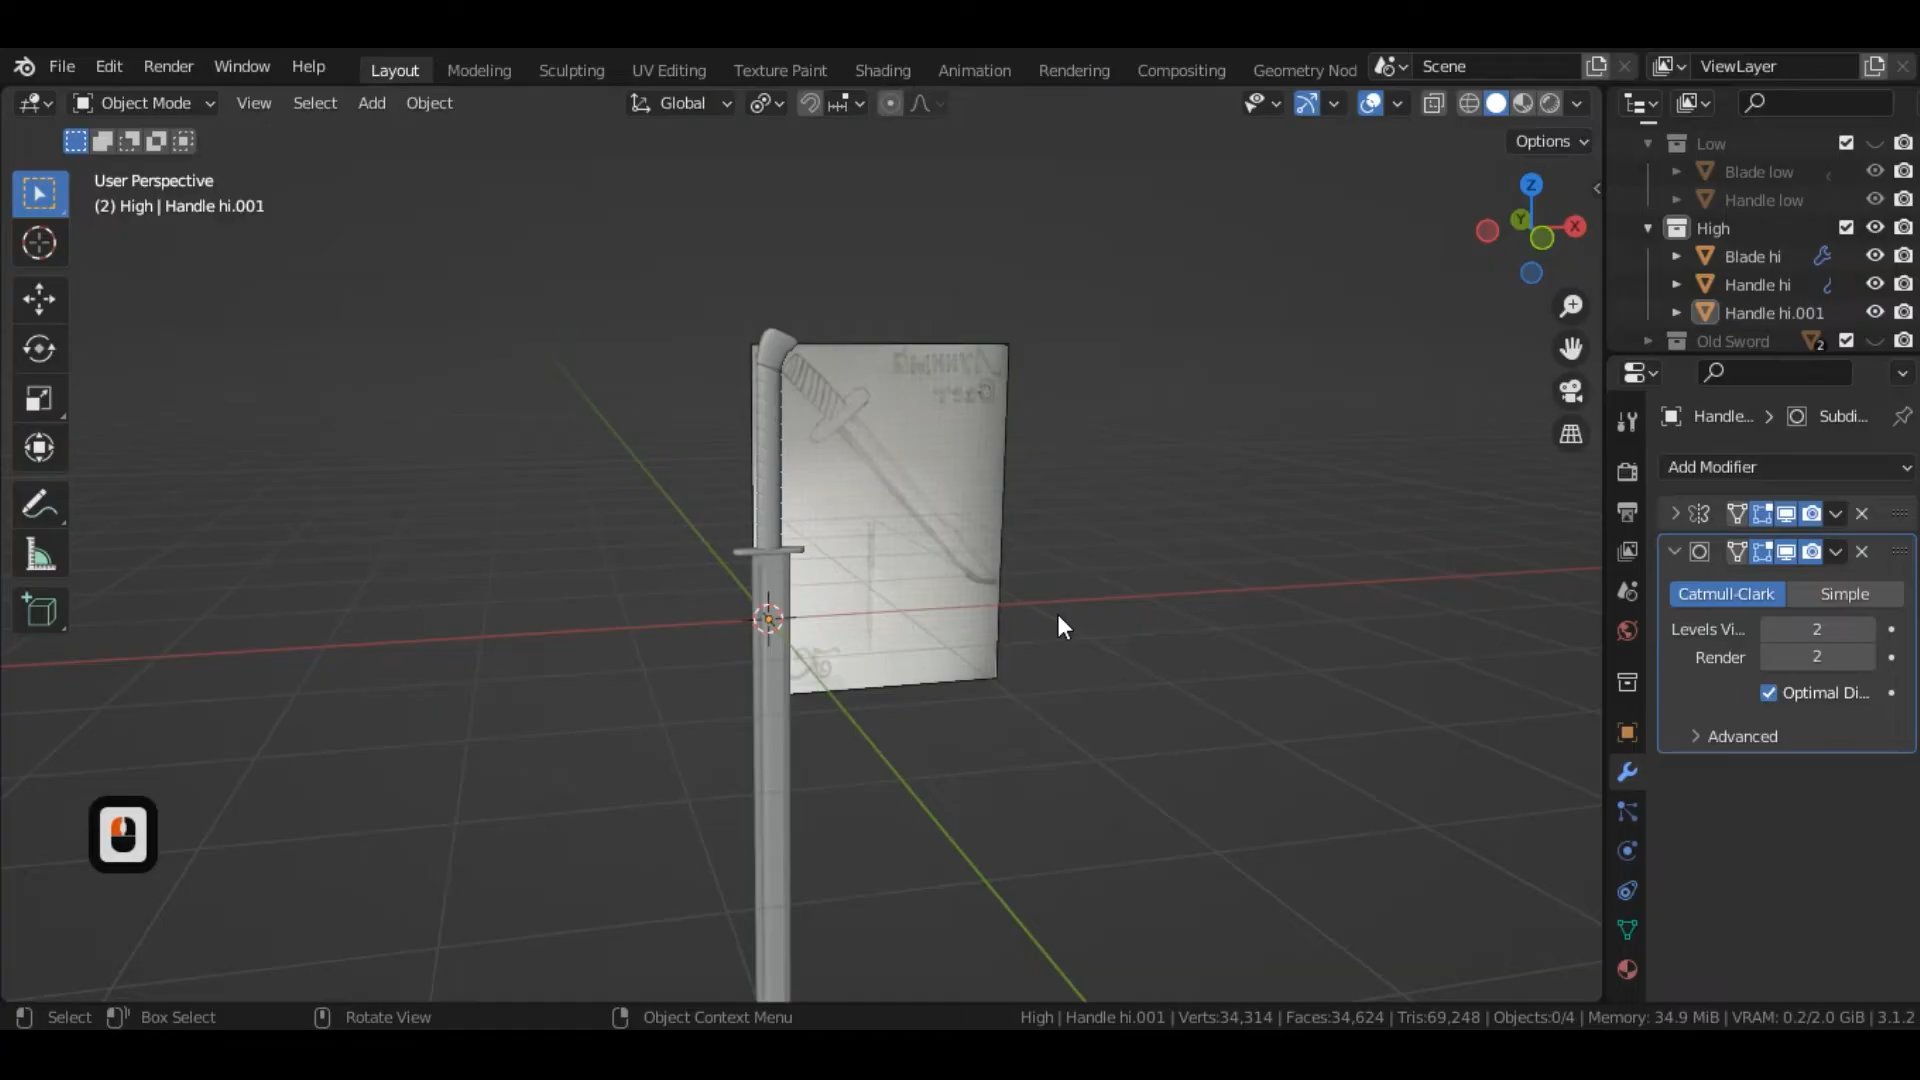 File Edit Render Window Help Layout Modeling Sculpting UV Editing Texture Paint Shading Animation Rendering Compositing Geometry Nod Scene ViewLayer
Object Mode View Select Add Object Global
Options
User Perspective
(2) High | Handle hi.001
Z
Y
X
Low
Blade low
Handle low
High
Blade hi
Handle hi
Handle hi.001
Old Sword 2
Handle... Subdi...
Add Modifier
Catmull-Clark Simple
Levels Vi... 2
Render 2
Optimal Di...
Advanced
Select Box Select Rotate View Object Context Menu High | Handle hi.001 | Verts:34,314 | Faces:34,624 | Tris:69,248 | Objects:0/4 | Memory: 34.9 MiB | VRAM: 0.2/2.0 GiB | 3.1.2